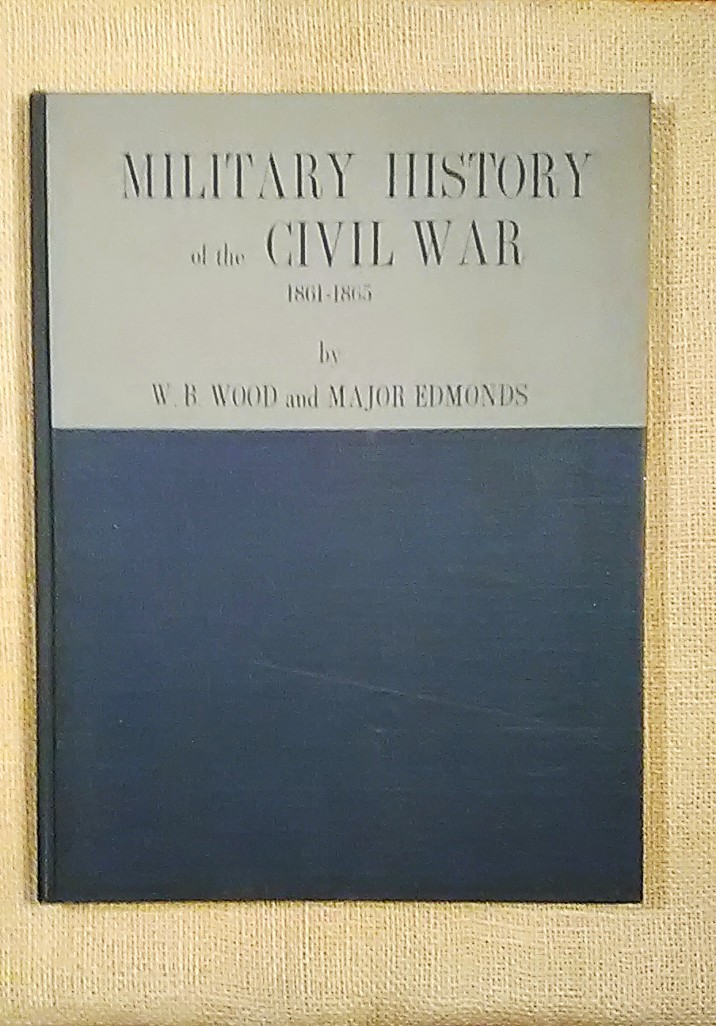 MILITARY HISTORY
of the CIVIL WAR
1861-1865
by
W. B. WOOD and MAJOR EDMONDS